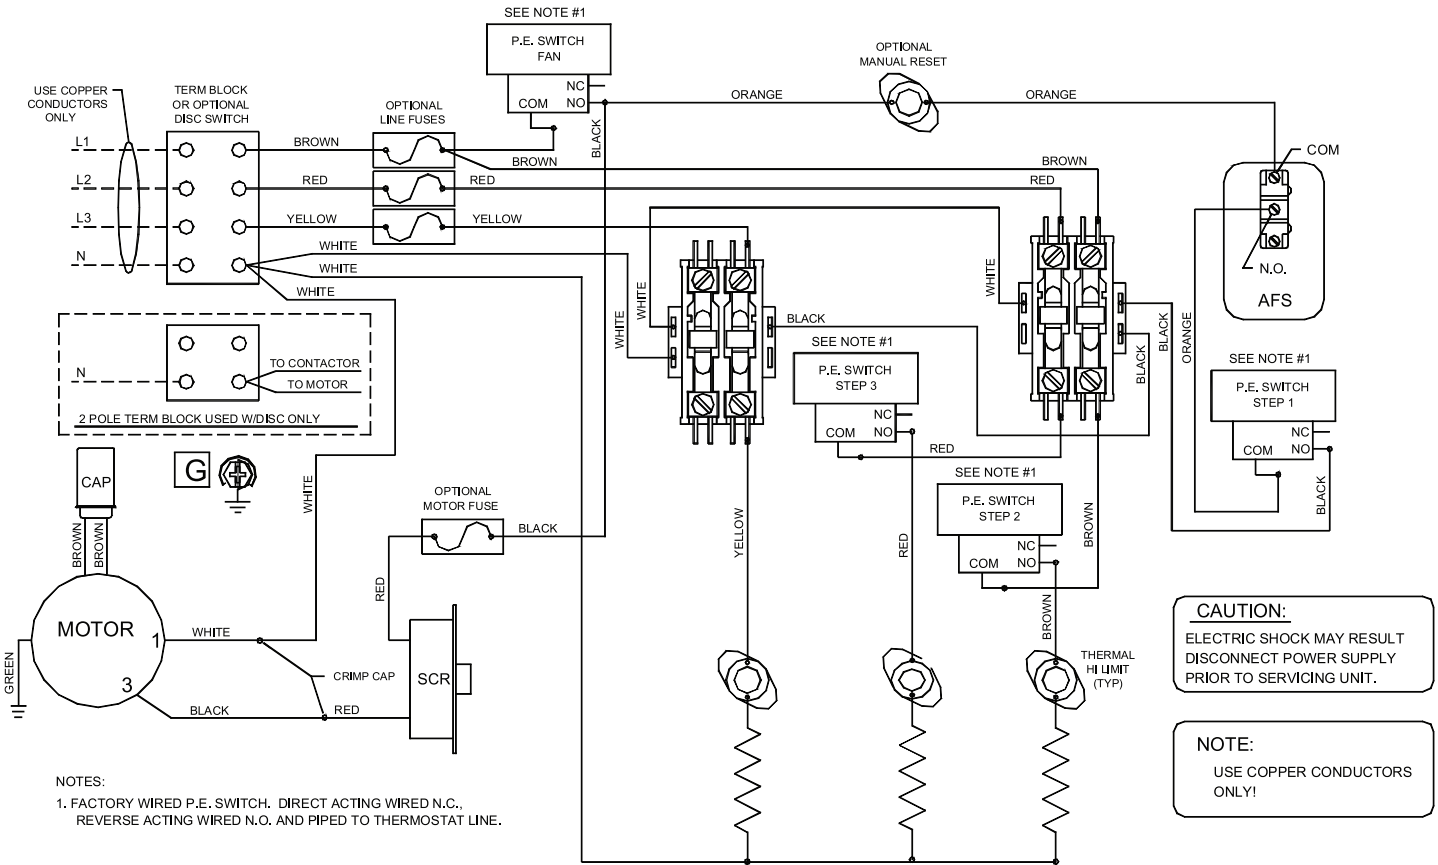 SEE NOTE #1
P.E. SWITCH
FAN
NC
COM
NO
BLACK
ORANGE
OPTIONAL
MANUAL RESET
ORANGE
USE COPPER
CONDUCTORS
ONLY
TERM BLOCK
OR OPTIONAL
DISC SWITCH
OPTIONAL
LINE FUSES
L1
BROWN
BROWN
BROWN
COM
L2
RED
RED
RED
L3
YELLOW
YELLOW
N
WHITE
WHITE
WHITE
WHITE
WHITE
WHITE
N.O.
AFS
BLACK
BLACK
BLACK
ORANGE
N
TO CONTACTOR
TO MOTOR
2 POLE TERM BLOCK USED W/DISC ONLY
SEE NOTE #1
P.E. SWITCH
STEP 3
NC
COM
NO
RED
SEE NOTE #1
P.E. SWITCH
STEP 1
NC
COM
NO
BLACK
SEE NOTE #1
P.E. SWITCH
STEP 2
NC
COM
NO
BROWN
CAP
G
WHITE
OPTIONAL
MOTOR FUSE
BLACK
YELLOW
RED
BROWN
BROWN
RED
BROWN
MOTOR
1
3
WHITE
CRIMP CAP
BLACK
RED
SCR
GREEN
THERMAL
HI LIMIT
(TYP)
CAUTION:
ELECTRIC SHOCK MAY RESULT
DISCONNECT POWER SUPPLY
PRIOR TO SERVICING UNIT.
NOTE:
USE COPPER CONDUCTORS
ONLY!
NOTES:
1. FACTORY WIRED P.E. SWITCH. DIRECT ACTING WIRED N.C.,
REVERSE ACTING WIRED N.O. AND PIPED TO THERMOSTAT LINE.